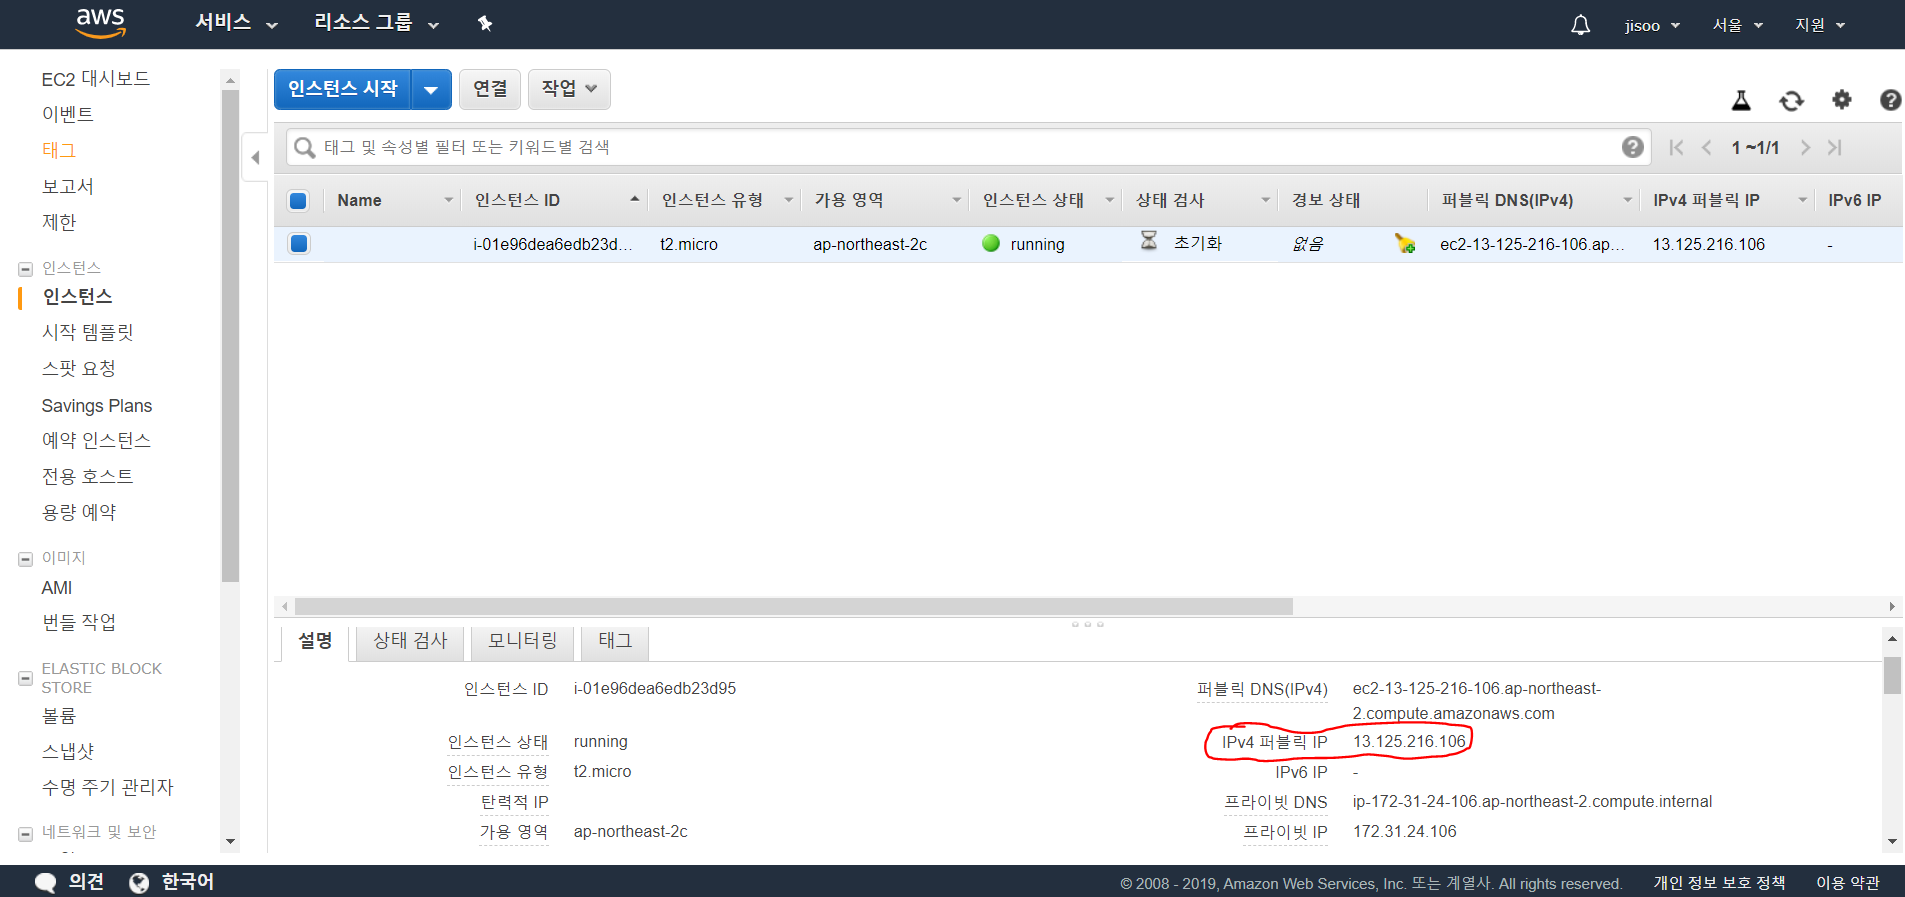 aws 서비스 리소스 그룹 jisoo 서울 지원
EC2 대시보드
이벤트
태그
보고서
제한
인스턴스
인스턴스
시작 템플릿
스팟 요청
Savings Plans
예약 인스턴스
전용 호스트
용량 예약
이미지
AMI
번들 작업
ELASTIC BLOCK
STORE
볼륨
스냅샷
수명 주기 관리자
네트워크 및 보안
인스턴스 시작 연결 작업
태그 및 속성별 필터 또는 키워드별 검색 1 ~1/1
Name 인스턴스 ID 인스턴스 유형 가용 영역 인스턴스 상태 상태 검사 경보 상태 퍼블릭 DNS(IPv4) IPv4 퍼블릭 IP IPv6 IP
i-01e96dea6edb23d... t2.micro ap-northeast-2c running 초기화 없음 ec2-13-125-216-106.ap... 13.125.216.106 -
설명 상태 검사 모니터링 태그
인스턴스 ID i-01e96dea6edb23d95 퍼블릭 DNS(IPv4) ec2-13-125-216-106.ap-northeast-
2.compute.amazonaws.com
인스턴스 상태 running IPv4 퍼블릭 IP 13.125.216.106
인스턴스 유형 t2.micro IPv6 IP -
탄력적 IP 프라이빗 DNS ip-172-31-24-106.ap-northeast-2.compute.internal
가용 영역 ap-northeast-2c 프라이빗 IP 172.31.24.106
의견 한국어 © 2008 - 2019, Amazon Web Services, Inc. 또는 계열사. All rights reserved. 개인 정보 보호 정책 이용 약관